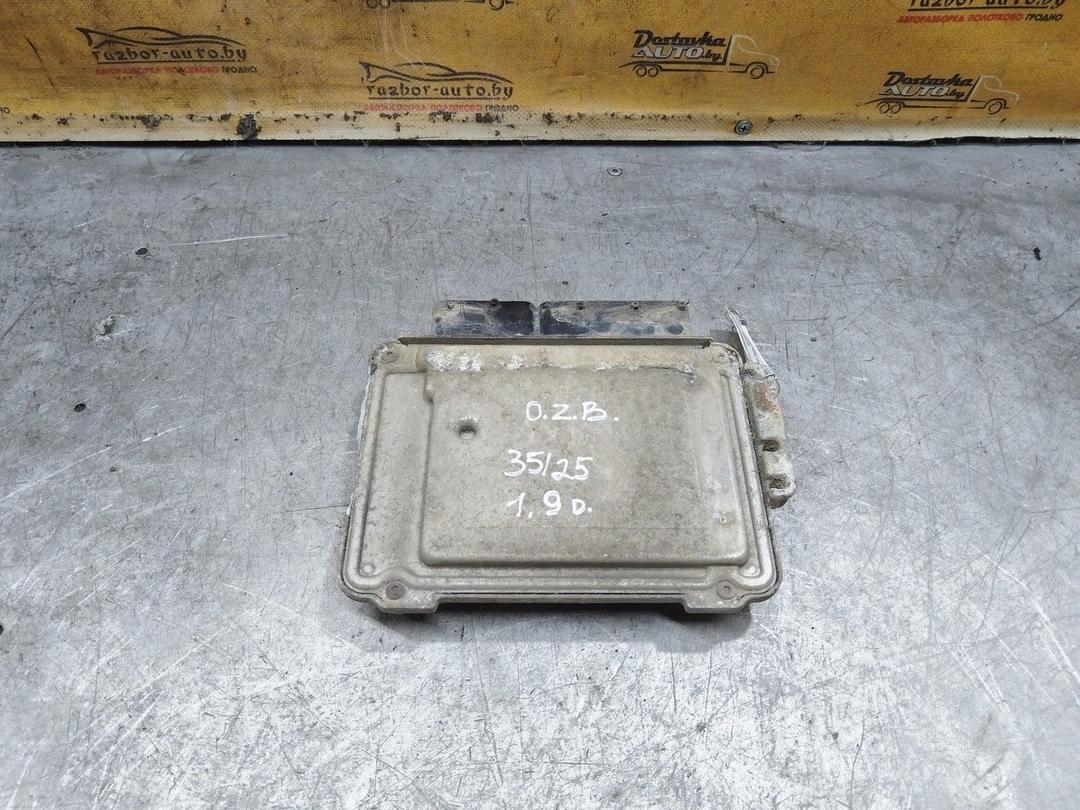 razbor-auto.by
АВТОРАЗБОРКА ПОЛОТКОВО ГРОДНО
razbor-auto.by
АВТОРАЗБОРКА ПОЛОТКОВО ГРОДНО
Dostavka
AUTO.by
АВТОРАЗБОРКА ПОЛОТКОВО ГРОДНО
Dostavka
AUTO.by
O.Z.B.
35/25
1,9 D.